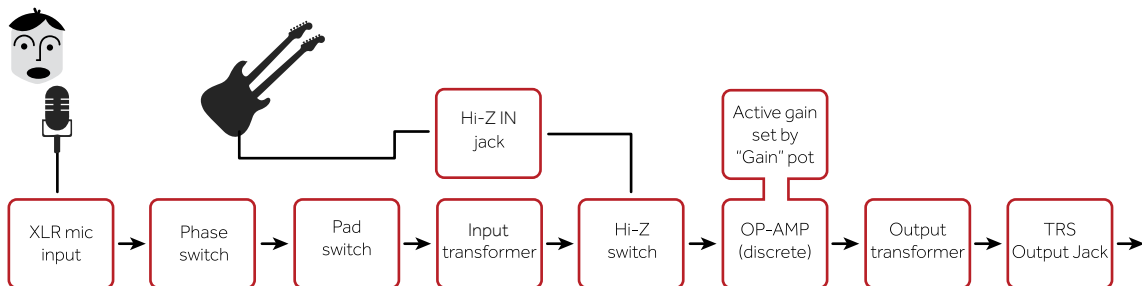 Hi-Z IN
jack
Active gain
set by
“Gain” pot
XLR mic
input
Phase
switch
Pad
switch
Input
transformer
Hi-Z
switch
OP-AMP
(discrete)
Output
transformer
TRS
Output Jack